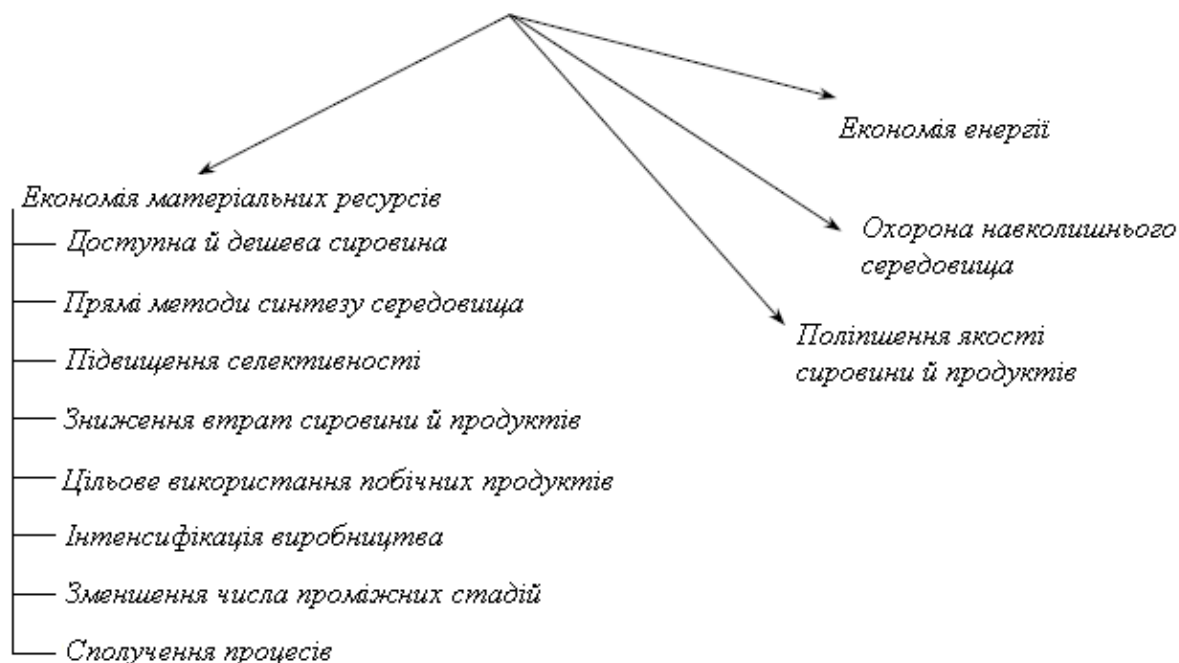 Економія енергії
Економія матеріальних ресурсів
Доступна й дешева сировина
Прямі методи синтезу середовища
Підвищення селективності
Зниження втрат сировини й продуктів
Цільове використання побічних продуктів
Інтенсифікація виробництва
Зменшення числа проміжних стадій
Сполучення процесів
Охорона навколишнього
середовища
Поліпшення якості
сировини й продуктів